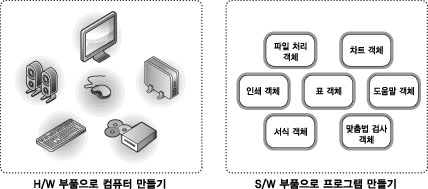 파일 처리
객체
차트 객체
인쇄 객체
표 객체
도움말 객체
서식 객체
맞춤법 검사
객체
H/W 부품으로 컴퓨터 만들기
S/W 부품으로 프로그램 만들기